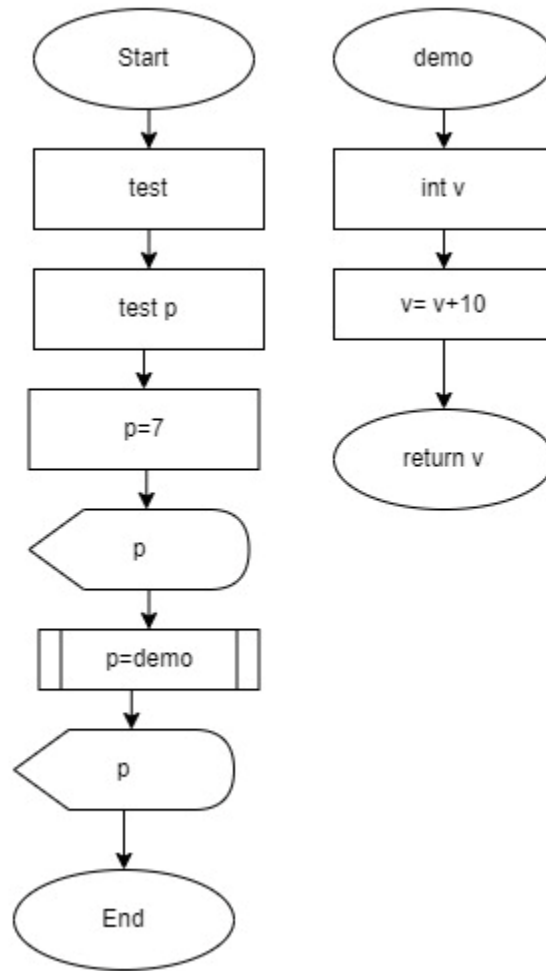 Start
test
test p
p=7
p
p=demo
p
End
demo
int v
v= v+10
return v